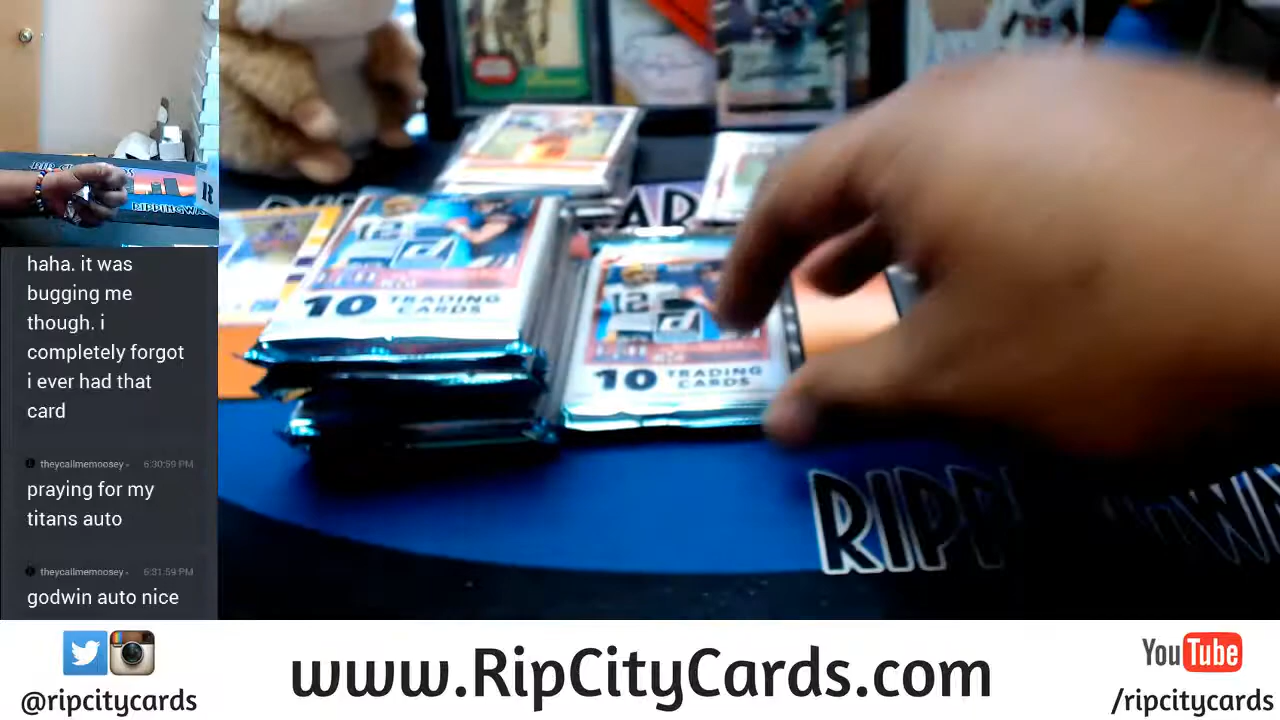 haha. it was
bugging me
though. i
completely forgot
i ever had that
card
theycallmemoosey 6:30:59 PM
praying for my
titans auto
theycallmemoosey 6:31:59 PM
godwin auto nice
12
10 TRADING
CARDS
12
10 TRADING
CARDS
RIPP
@ripcitycards
www.RipCityCards.com
YouTube
/ripcitycards